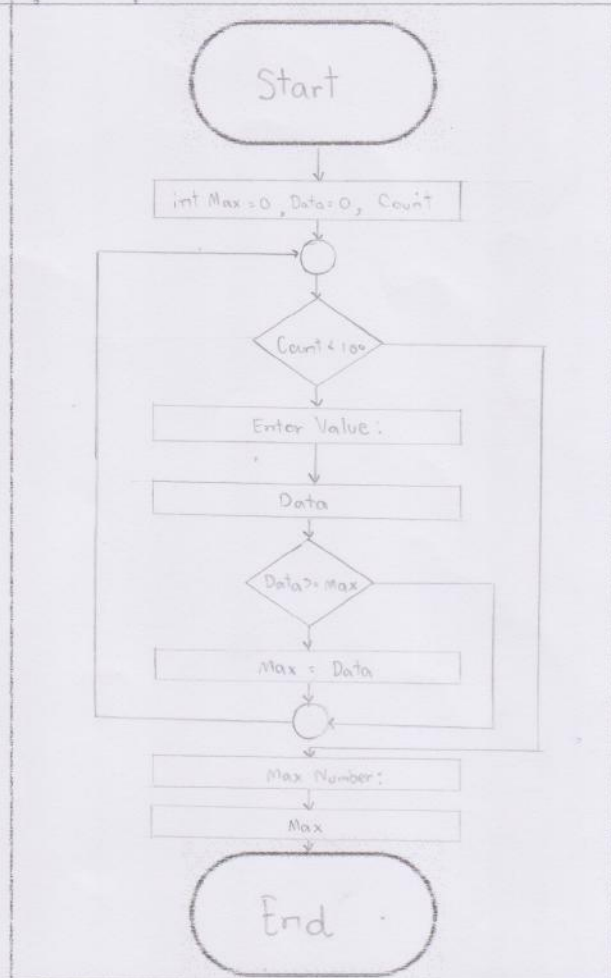 Start
int Max = 0, Data = 0, Count
Count < 100
Enter Value:
Data
Data >= Max
Max = Data
Max Number:
Max
End